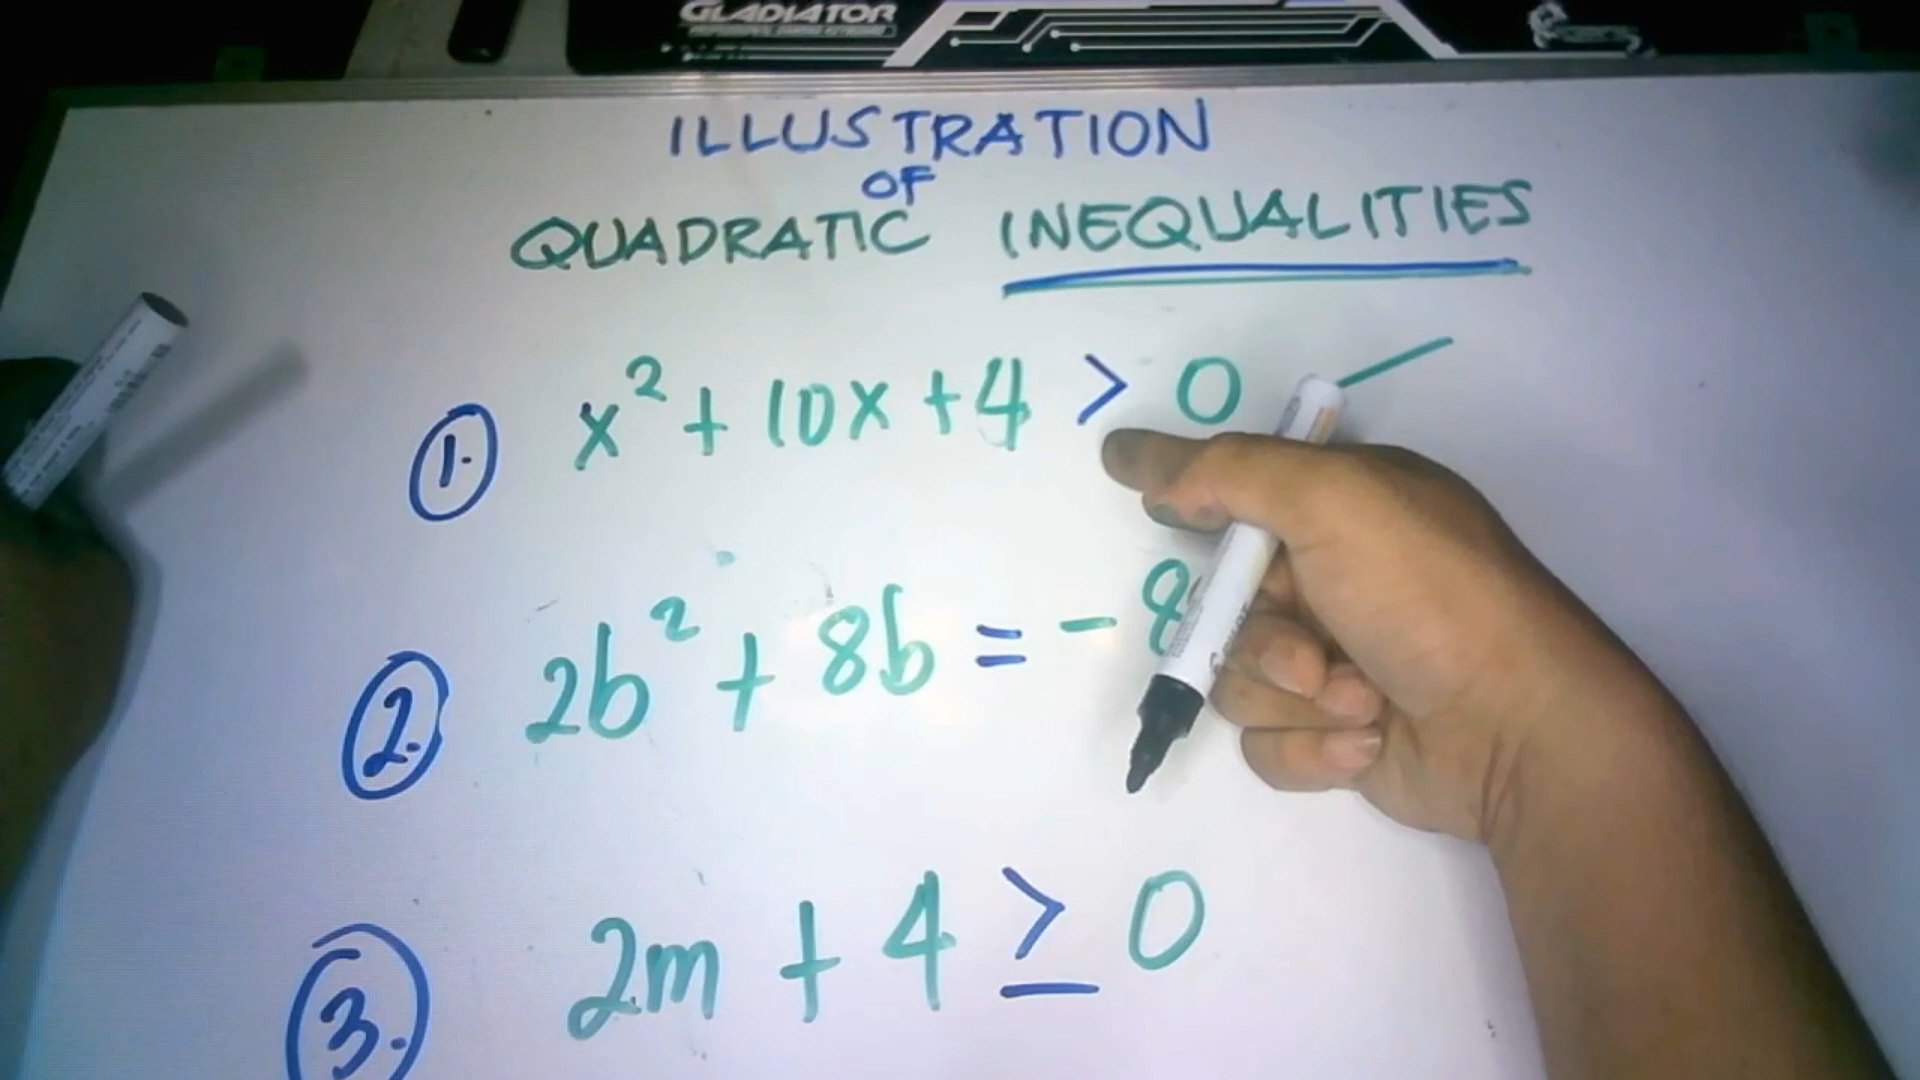 GLADIATOR
ILLUSTRATION
OF
QUADRATIC INEQUALITIES
1. x² + 10x + 4 > 0
2. 2b² + 8b = -8
3. 2m + 4 ≥ 0